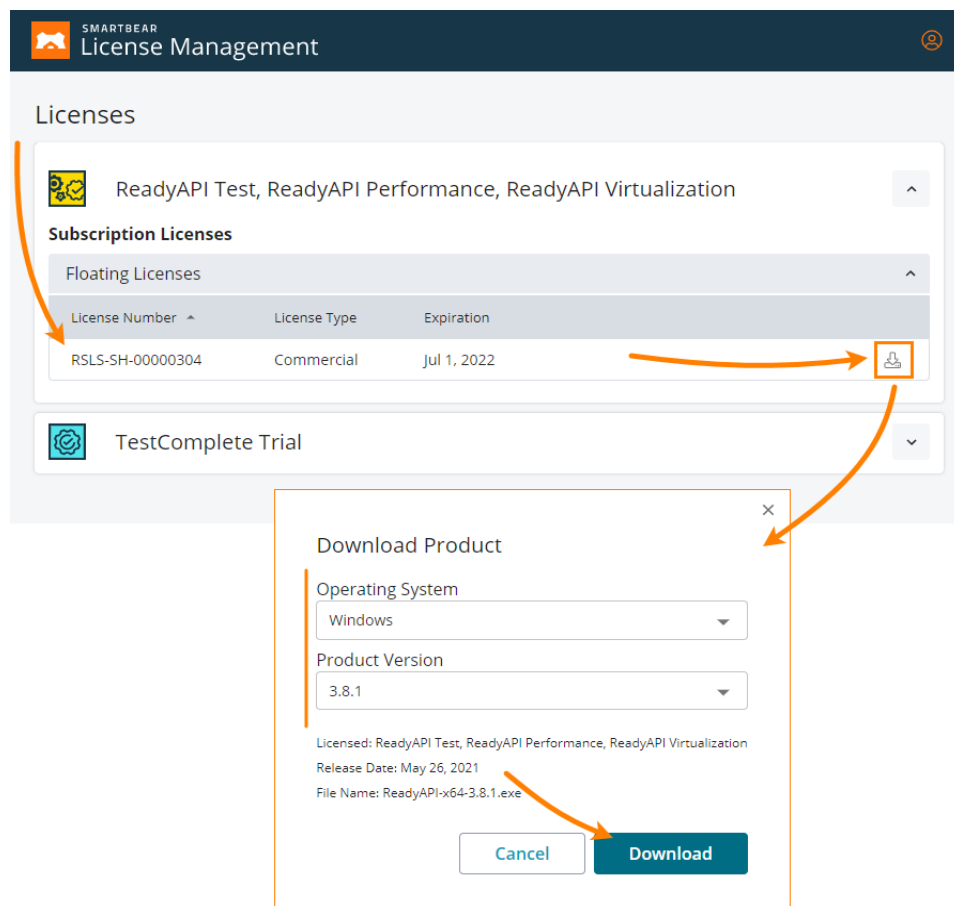 SMARTBEAR
License Management
Licenses
ReadyAPI Test, ReadyAPI Performance, ReadyAPI Virtualization
Subscription Licenses
Floating Licenses
License Number License Type Expiration
RSLS-SH-00000304 Commercial Jul 1, 2022
TestComplete Trial
Download Product
Operating System
Windows
Product Version
3.8.1
Licensed: ReadyAPI Test, ReadyAPI Performance, ReadyAPI Virtualization
Release Date: May 26, 2021
File Name: ReadyAPI-x64-3.8.1.exe
Cancel Download